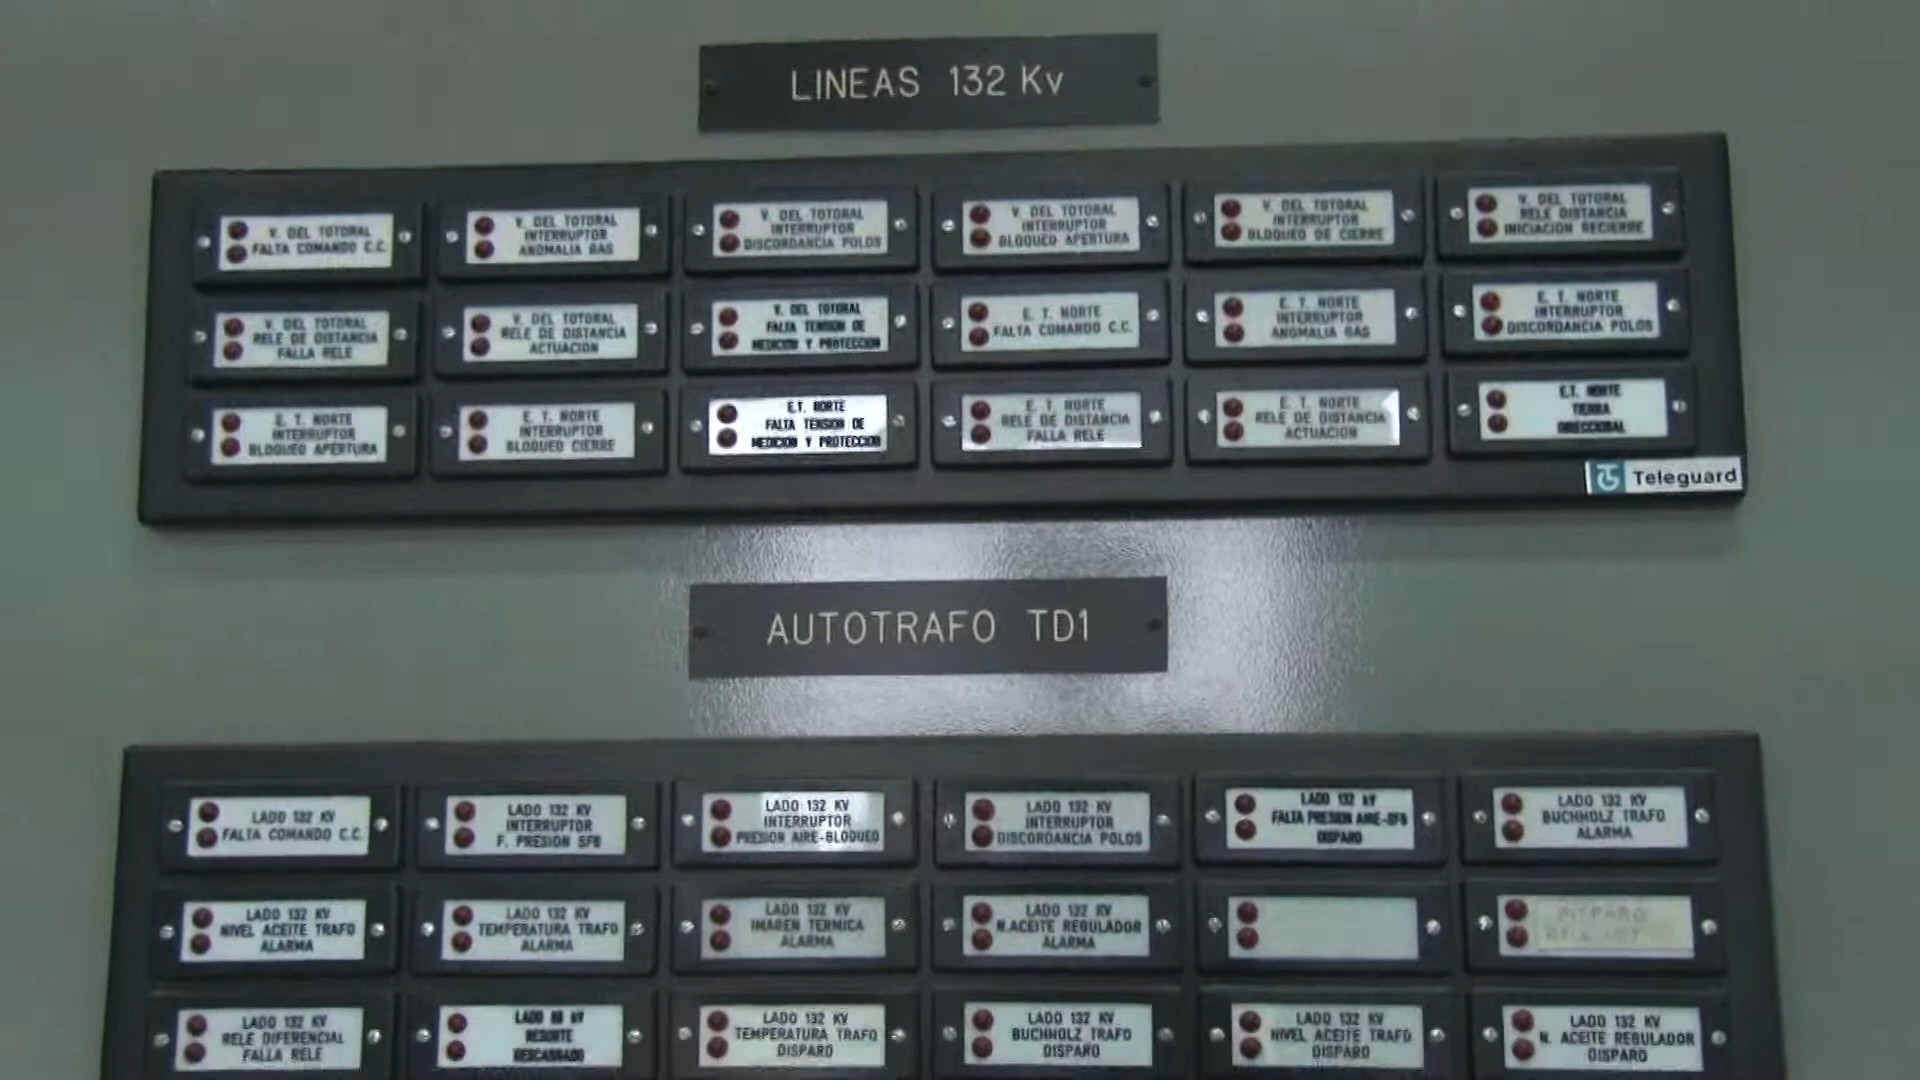 LINEAS 132 Kv
V. DEL TOTORAL
FALTA COMANDO C.C.
V. DEL TOTORAL
INTERRUPTOR
ANOMALIA GAS
V. DEL TOTORAL
INTERRUPTOR
DISCORDANCIA POLOS
V. DEL TOTORAL
INTERRUPTOR
BLOQUEO APERTURA
V. DEL TOTORAL
INTERRUPTOR
BLOQUEO DE CIERRE
V. DEL TOTORAL
RELE DISTANCIA
INICIACION RECIERRE
V. DEL TOTORAL
RELE DE DISTANCIA
FALLA RELE
V. DEL TOTORAL
RELE DE DISTANCIA
ACTUACION
V. DEL TOTORAL
FALTA TENSION DE
MEDICION Y PROTECCION
E. T. NORTE
FALTA COMANDO C.C.
E. T. NORTE
INTERRUPTOR
ANOMALIA GAS
E. T. NORTE
INTERRUPTOR
DISCORDANCIA POLOS
E. T. NORTE
INTERRUPTOR
BLOQUEO APERTURA
E. T. NORTE
INTERRUPTOR
BLOQUEO CIERRE
E.T. NORTE
FALTA TENSION DE
MEDICION Y PROTECCION
E. T. NORTE
RELE DE DISTANCIA
FALLA RELE
E. T. NORTE
RELE DE DISTANCIA
ACTUACION
E.T. NORTE
TIERRA
DIRECCIONAL
Teleguard
AUTOTRAFO TD1
LADO 132 KV
FALTA COMANDO C.C.
LADO 132 KV
INTERRUPTOR
F. PRESION SF6
LADO 132 KV
INTERRUPTOR
PRESION AIRE-BLOQUEO
LADO 132 KV
INTERRUPTOR
DISCORDANCIA POLOS
LADO 132 kV
FALTA PRESION AIRE-SF6
DISPARO
LADO 132 KV
BUCHHOLZ TRAFO
ALARMA
LADO 132 KV
NIVEL ACEITE TRAFO
ALARMA
LADO 132 KV
TEMPERATURA TRAFO
ALARMA
LADO 132 KV
IMAGEN TERMICA
ALARMA
LADO 132 KV
N.ACEITE REGULADOR
ALARMA
LADO 132 KV
RELE DIFERENCIAL
FALLA RELE
LADO kV
RESORTE
DESCARGADO
LADO 132 KV
TEMPERATURA TRAFO
DISPARO
LADO 132 KV
BUCHHOLZ TRAFO
DISPARO
LADO 132 KV
NIVEL ACEITE TRAFO
DISPARO
LADO 132 KV
N. ACEITE REGULADOR
DISPARO